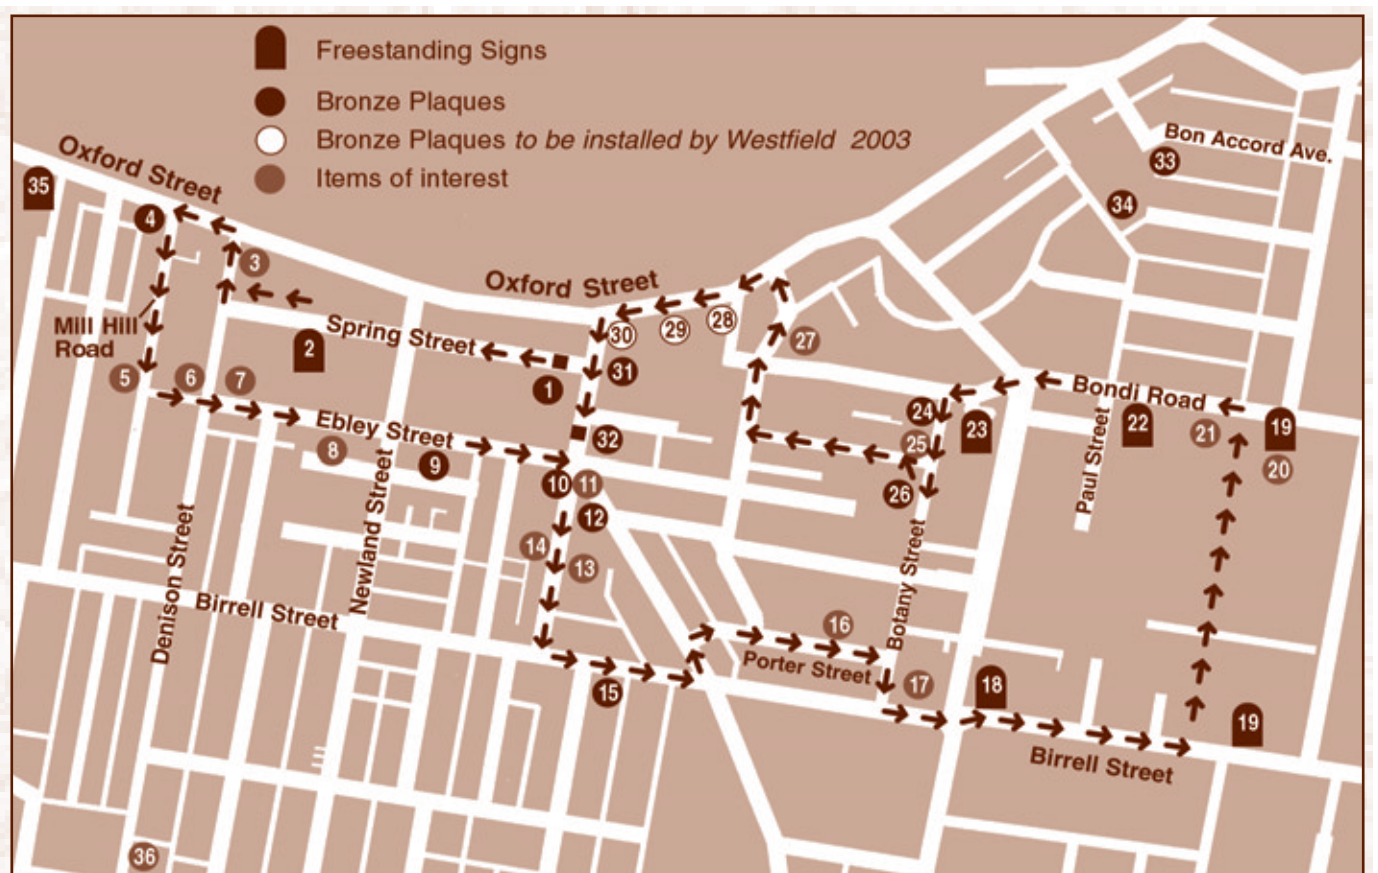 Freestanding Signs
Bronze Plaques
Bronze Plaques to be installed by Westfield 2003
Items of interest
Oxford Street
Bon Accord Ave.
33
35
34
4
3
Oxford Street
Mill Hill
Road
Spring Street
2
30
29
28
27
1
31
5
6
7
Bondi Road
24
23
22
21
19
20
Ebley Street
8
9
32
25
26
Paul Street
10
11
12
14
13
Denison Street
Newland Street
Botany Street
Birrell Street
16
Porter Street
15
17
18
19
Birrell Street
36